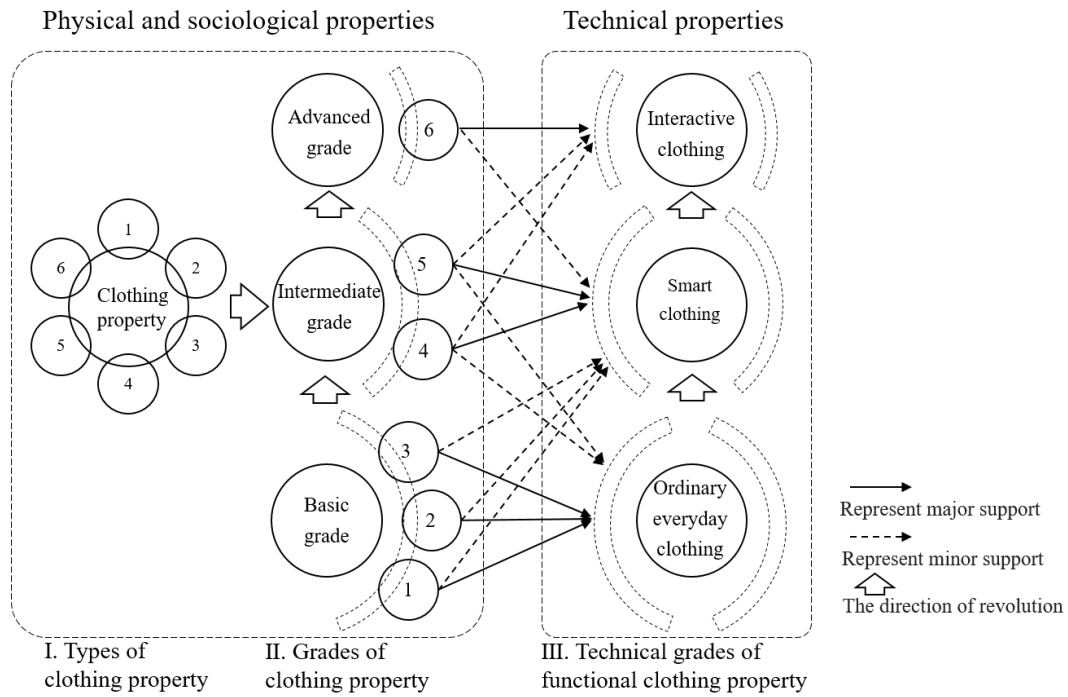 Physical and sociological properties
Technical properties
1
2
3
4
5
6
Clothing
property
Advanced
grade
6
Intermediate
grade
5
4
Basic
grade
3
2
1
Interactive
clothing
Smart
clothing
Ordinary
everyday
clothing
Represent major support
Represent minor support
The direction of revolution
I. Types of
clothing property
II. Grades of
clothing property
III. Technical grades of
functional clothing property